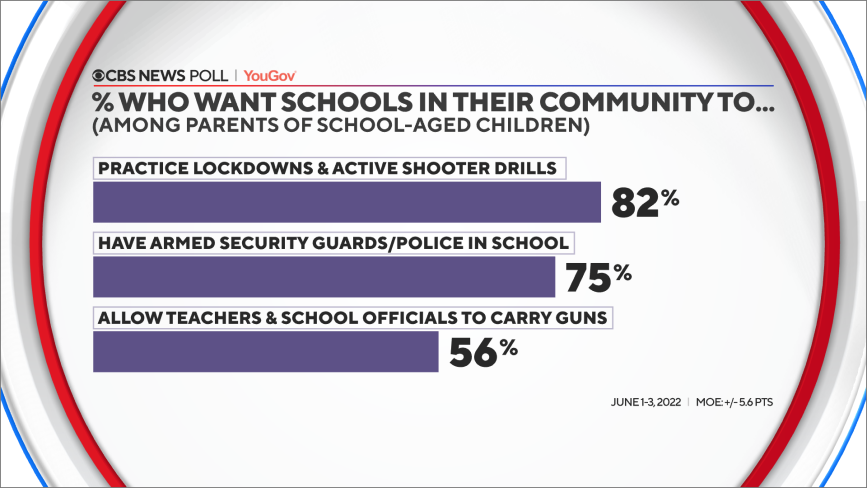 CBS NEWS POLL | YouGov
% WHO WANT SCHOOLS IN THEIR COMMUNITY TO...
(AMONG PARENTS OF SCHOOL-AGED CHILDREN)
PRACTICE LOCKDOWNS & ACTIVE SHOOTER DRILLS
82%
HAVE ARMED SECURITY GUARDS/POLICE IN SCHOOL
75%
ALLOW TEACHERS & SCHOOL OFFICIALS TO CARRY GUNS
56%
JUNE 1-3, 2022 | MOE: +/- 5.6 PTS